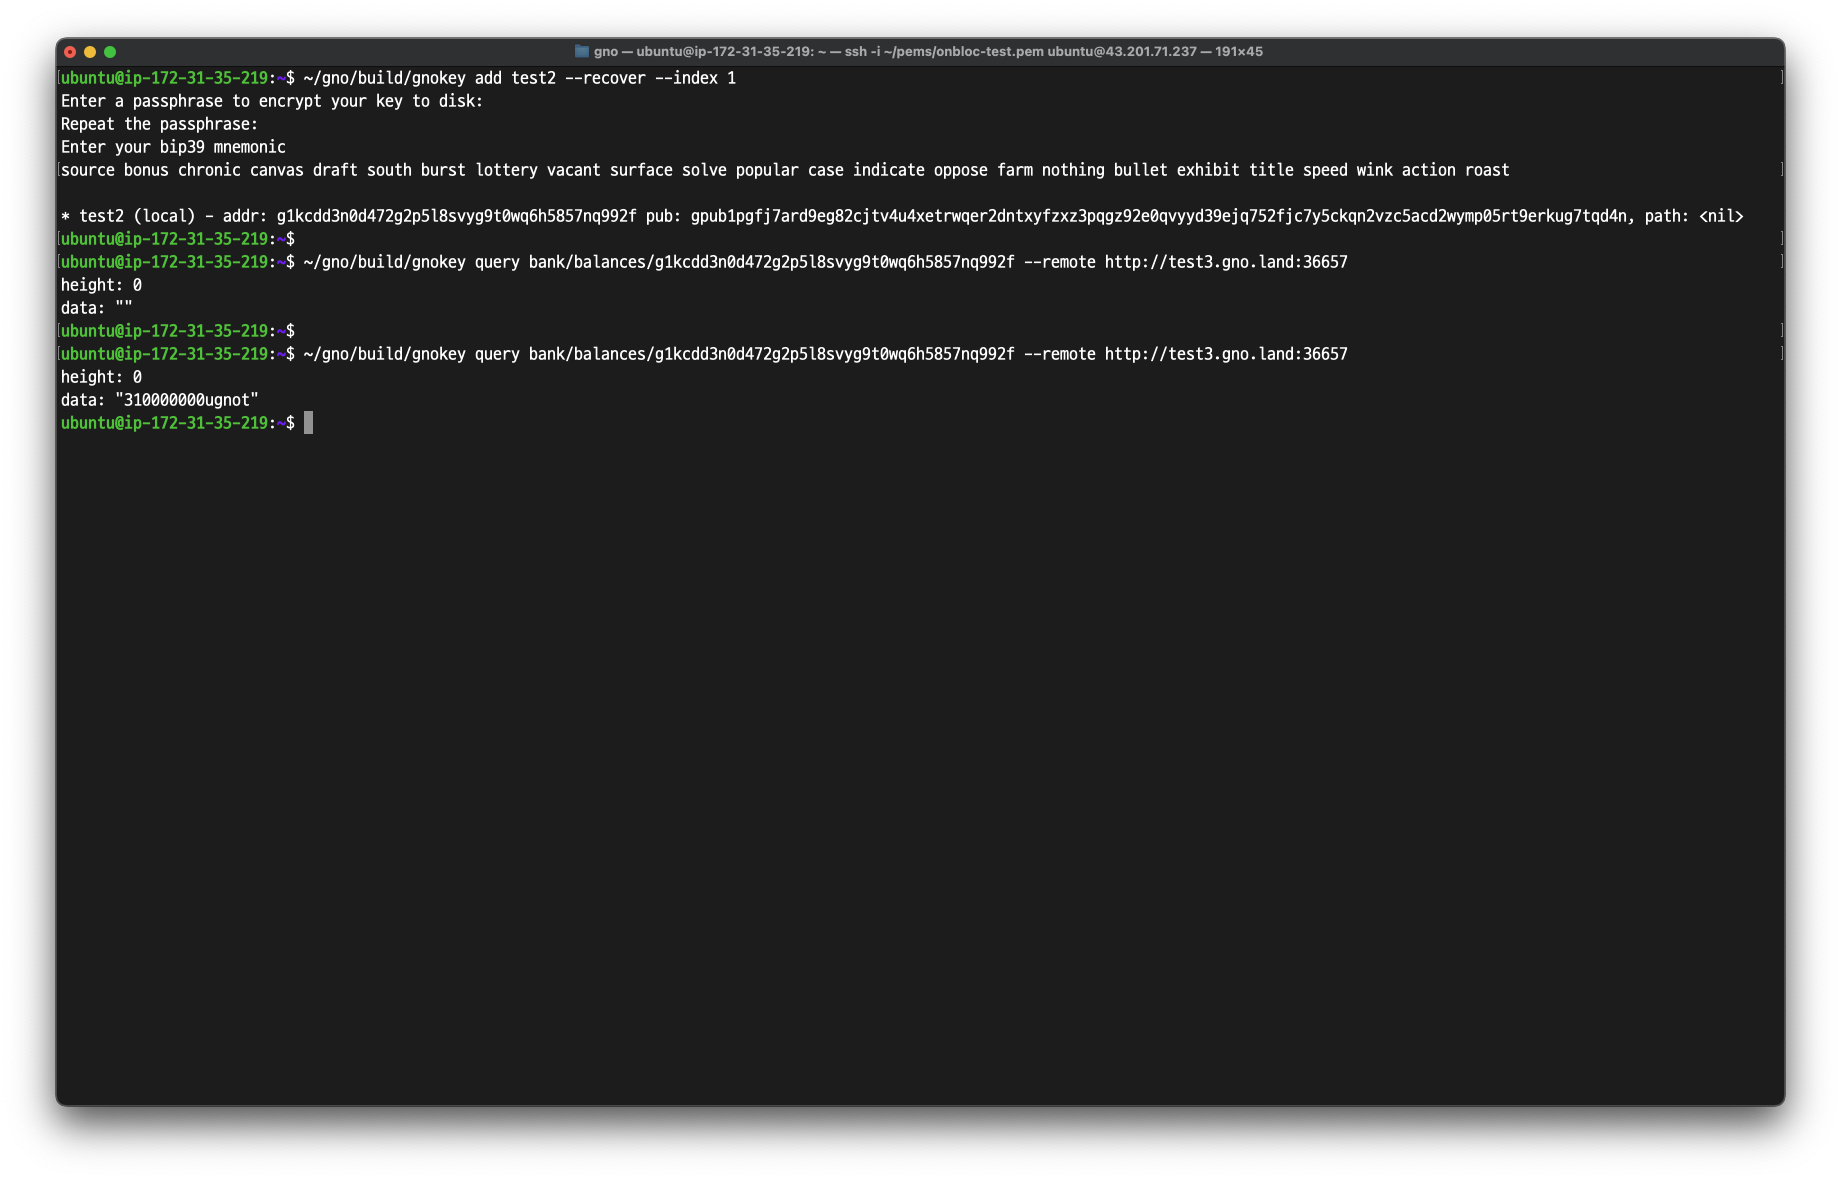 gno — ubuntu@ip-172-31-35-219: ~ — ssh -i ~/pems/onbloc-test.pem ubuntu@43.201.71.237 — 191×45
ubuntu@ip-172-31-35-219:~$ ~/gno/build/gnokey add test2 --recover --index 1
Enter a passphrase to encrypt your key to disk:
Repeat the passphrase:
Enter your bip39 mnemonic
source bonus chronic canvas draft south burst lottery vacant surface solve popular case indicate oppose farm nothing bullet exhibit title speed wink action roast
* test2 (local) - addr: g1kcdd3n0d472g2p5l8svyg9t0wq6h5857nq992f pub: gpub1pgfj7ard9eg82cjtv4u4xetrwqer2dntxyfzxz3pqgz92e0qvyyd39ejq752fjc7y5ckqn2vzc5acd2wymp05rt9erkug7tqd4n, path: <nil>
ubuntu@ip-172-31-35-219:~$
ubuntu@ip-172-31-35-219:~$ ~/gno/build/gnokey query bank/balances/g1kcdd3n0d472g2p5l8svyg9t0wq6h5857nq992f --remote http://test3.gno.land:36657
height: 0
data: ""
ubuntu@ip-172-31-35-219:~$
ubuntu@ip-172-31-35-219:~$ ~/gno/build/gnokey query bank/balances/g1kcdd3n0d472g2p5l8svyg9t0wq6h5857nq992f --remote http://test3.gno.land:36657
height: 0
data: "310000000ugnot"
ubuntu@ip-172-31-35-219:~$